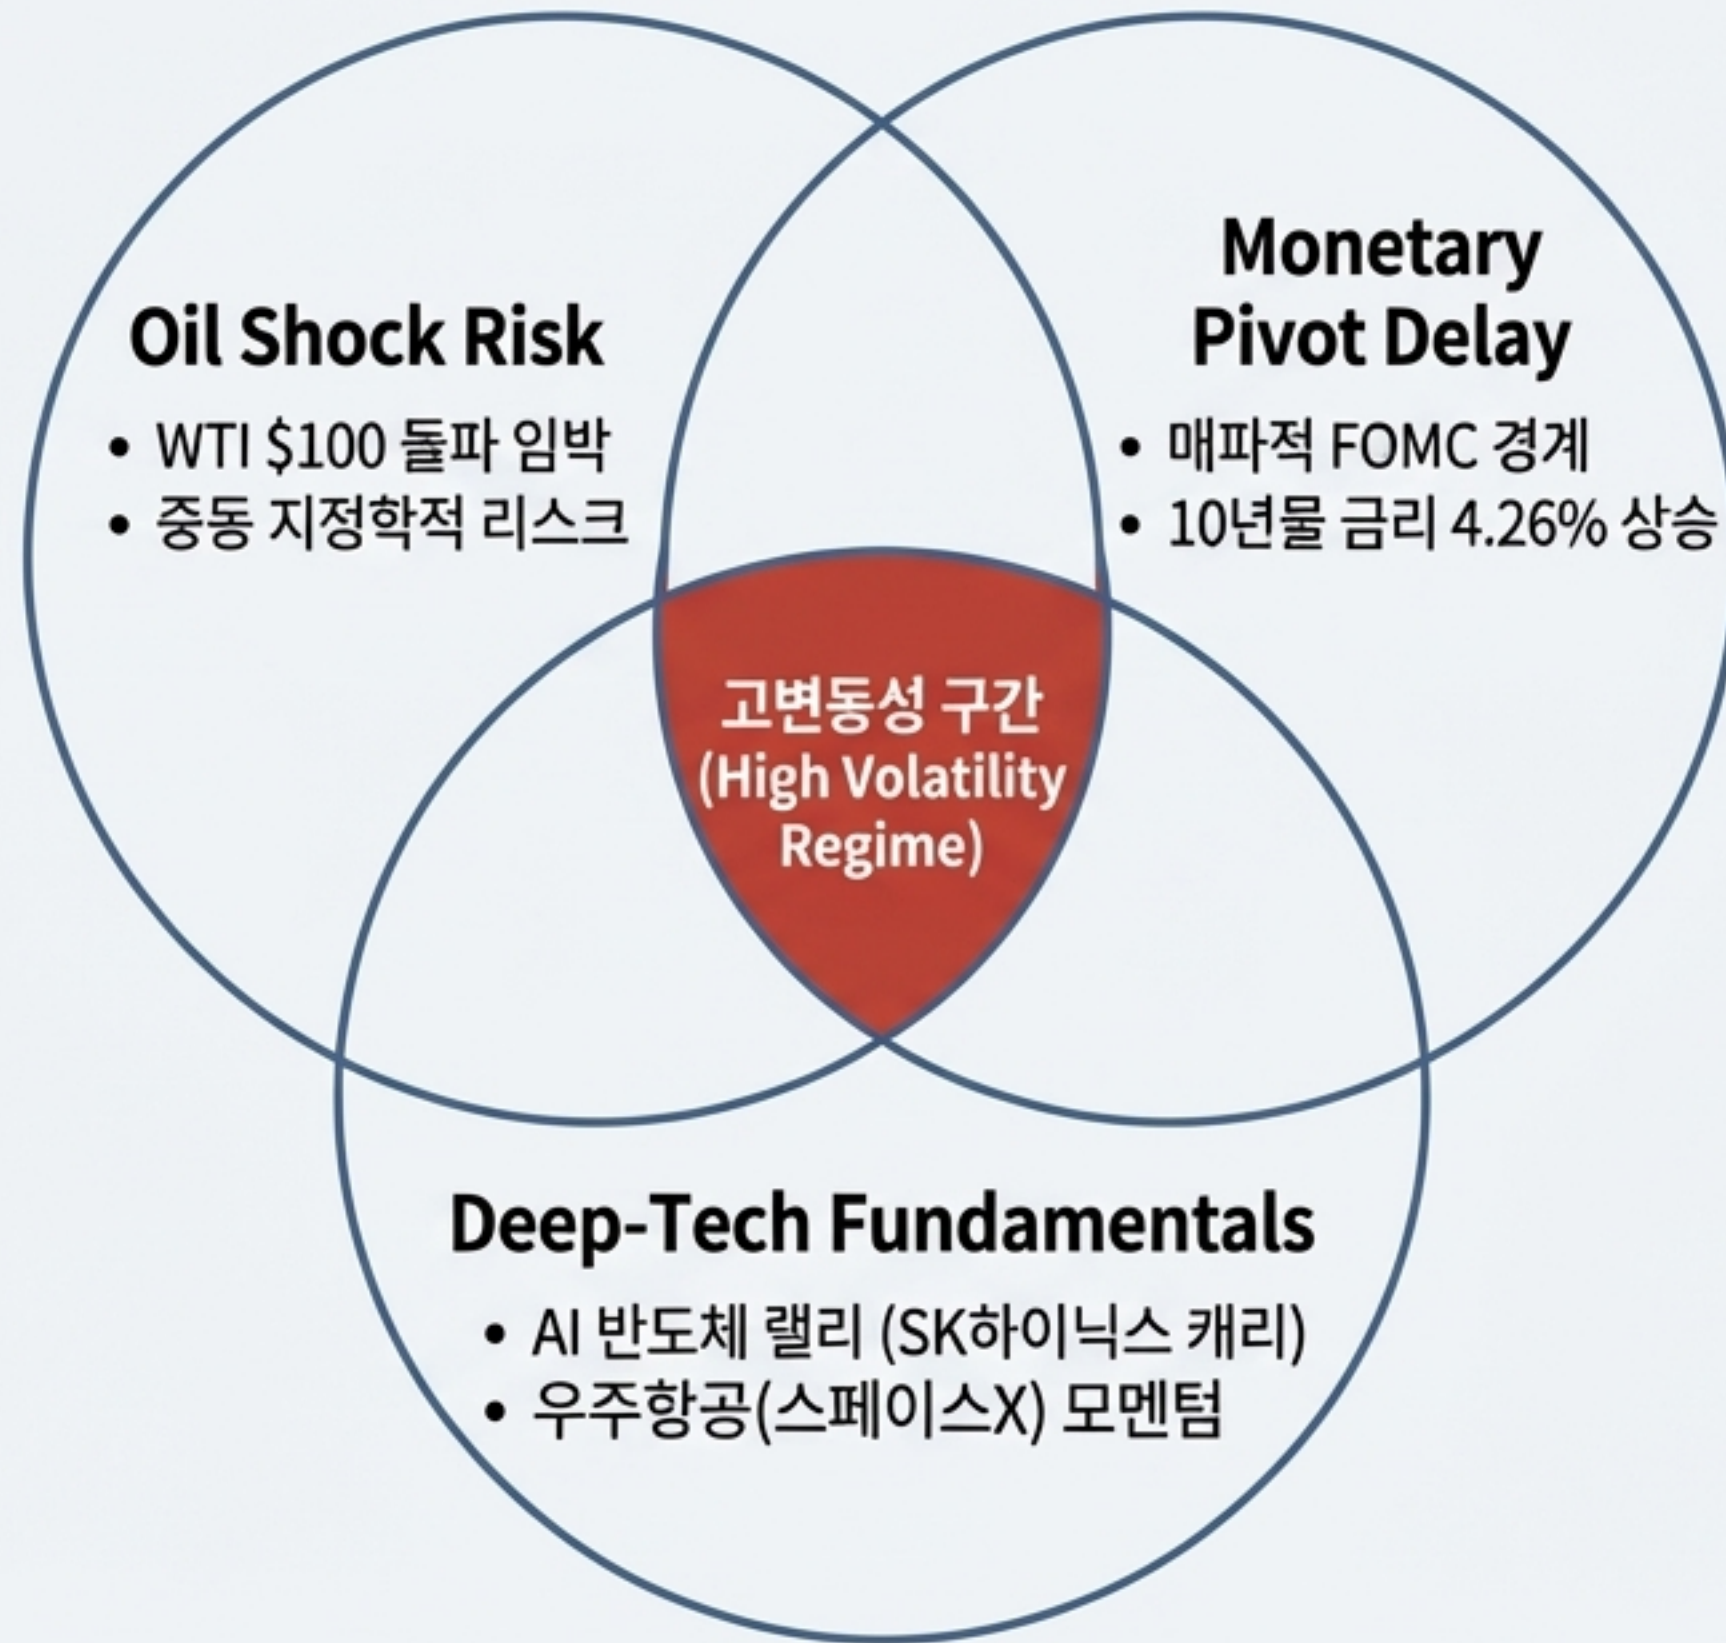 Oil Shock Risk
• WTI $100 돌파 임박
• 중동 지정학적 리스크
Monetary
Pivot Delay
• 매파적 FOMC 경계
• 10년물 금리 4.26% 상승
고변동성 구간
(High Volatility
Regime)
Deep-Tech Fundamentals
• AI 반도체 랠리 (SK하이닉스 캐리)
• 우주항공(스페이스X) 모멘텀